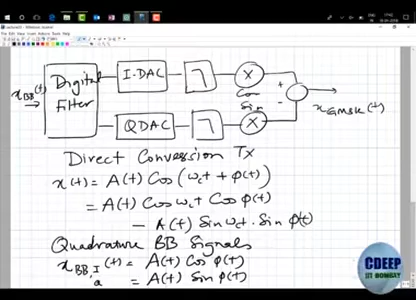 x_BB(t)
Digital Filter
I-DAC
QDAC
X
Cos
Sin
X
+
-
x_GMSK(t)
Direct Conversion Tx
x(t) = A(t) Cos(ω_c t + φ(t))
= A(t) Cos ω_c t Cos φ(t)
- A(t) Sin ω_c t . Sin φ(t)
Quadrature BB Signals
x_BB,I (t) = A(t) Cos φ(t)
Q = A(t) Sin φ(t)
CDEEP
IIT BOMBAY